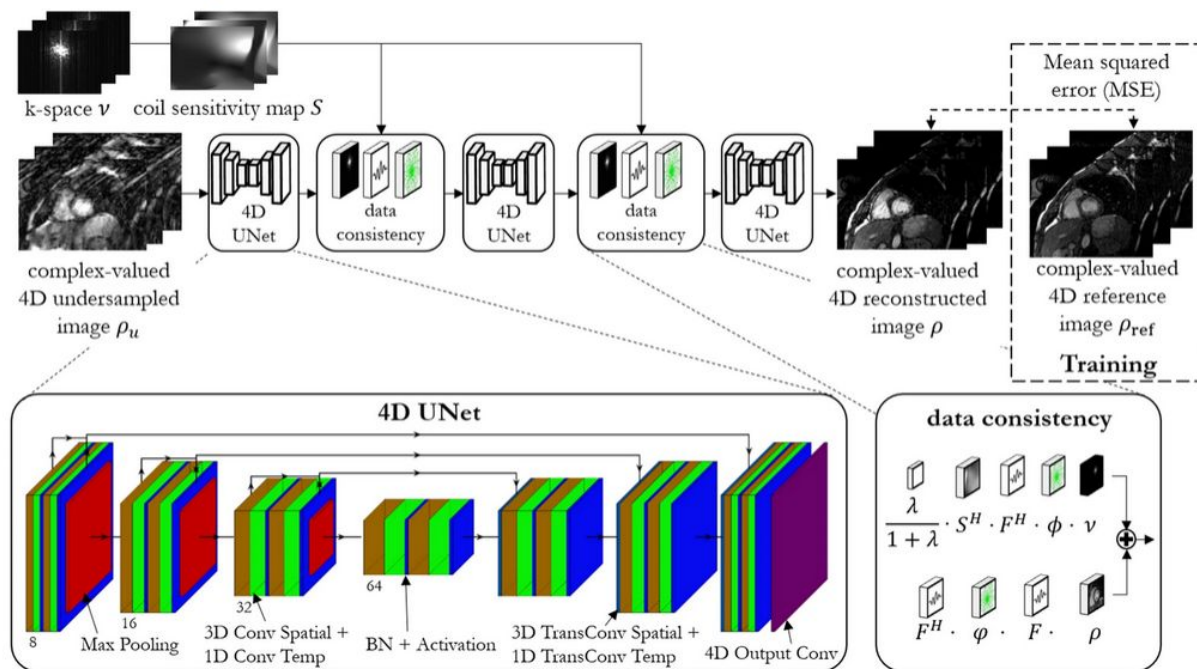 k-space ν
coil sensitivity map S
Mean squared
error (MSE)
4D
UNet
data
consistency
4D
UNet
data
consistency
4D
UNet
complex-valued
4D undersampled
image ρ_u
complex-valued
4D reconstructed
image ρ
complex-valued
4D reference
image ρ_ref
Training
4D UNet
8
Max Pooling
16
32
3D Conv Spatial +
1D Conv Temp
64
BN + Activation
3D TransConv Spatial +
1D TransConv Temp
4D Output Conv
data consistency
λ
1 + λ
· S^H · F^H · ϕ · ν
F^H · φ · F · ρ